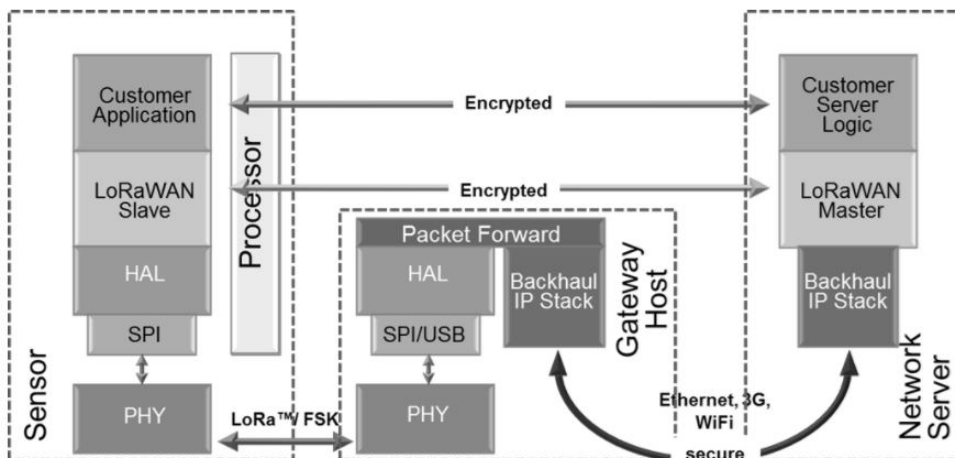 Customer
Application
LoRaWAN
Slave
HAL
SPI
PHY
Sensor
Processor
Encrypted
Encrypted
LoRa™/ FSK
Packet Forward
HAL
SPI/USB
PHY
Backhaul
IP Stack
Gateway
Host
Ethernet, 3G,
WiFi
secure
Customer
Server
Logic
LoRaWAN
Master
Backhaul
IP Stack
Network
Server